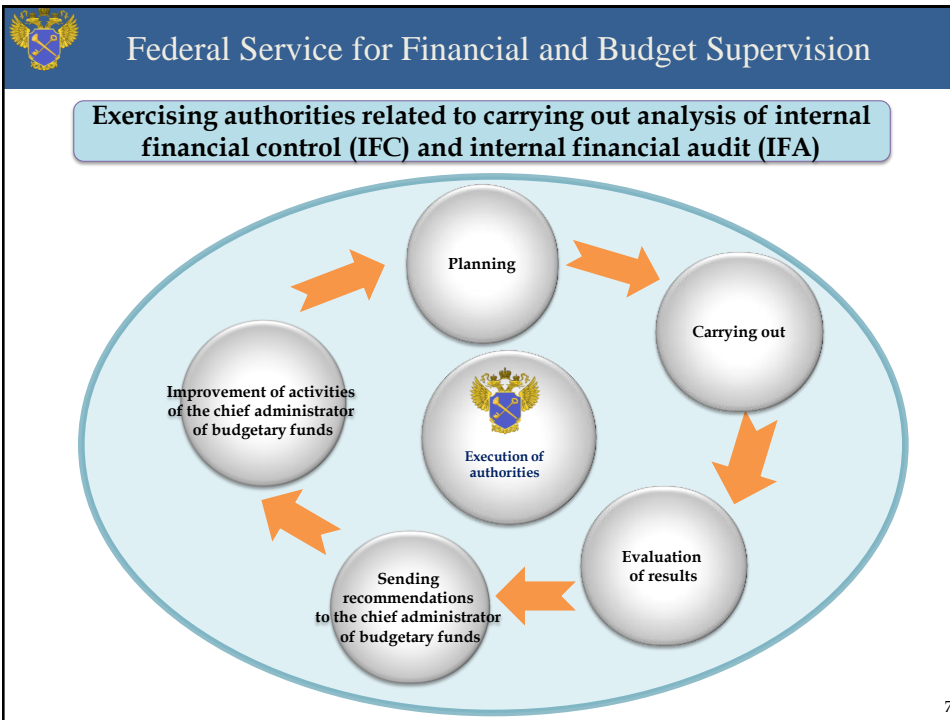 Federal Service for Financial and Budget Supervision
Exercising authorities related to carrying out analysis of internal
financial control (IFC) and internal financial audit (IFA)
Planning
Carrying out
Evaluation
of results
Sending
recommendations
to the chief administrator
of budgetary funds
Improvement of activities
of the chief administrator
of budgetary funds
Execution of
authorities
7